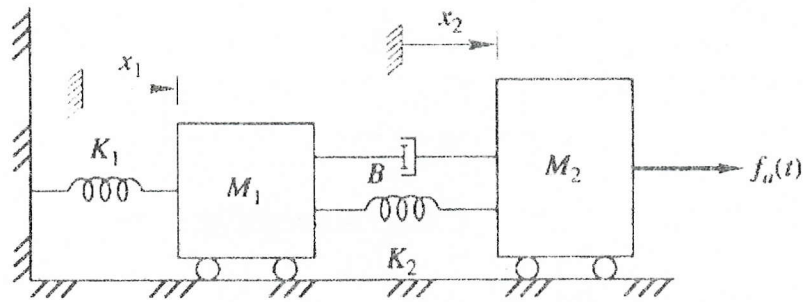 x₂
x₁
K₁
B
M₁
M₂
fₐ(t)
K₂